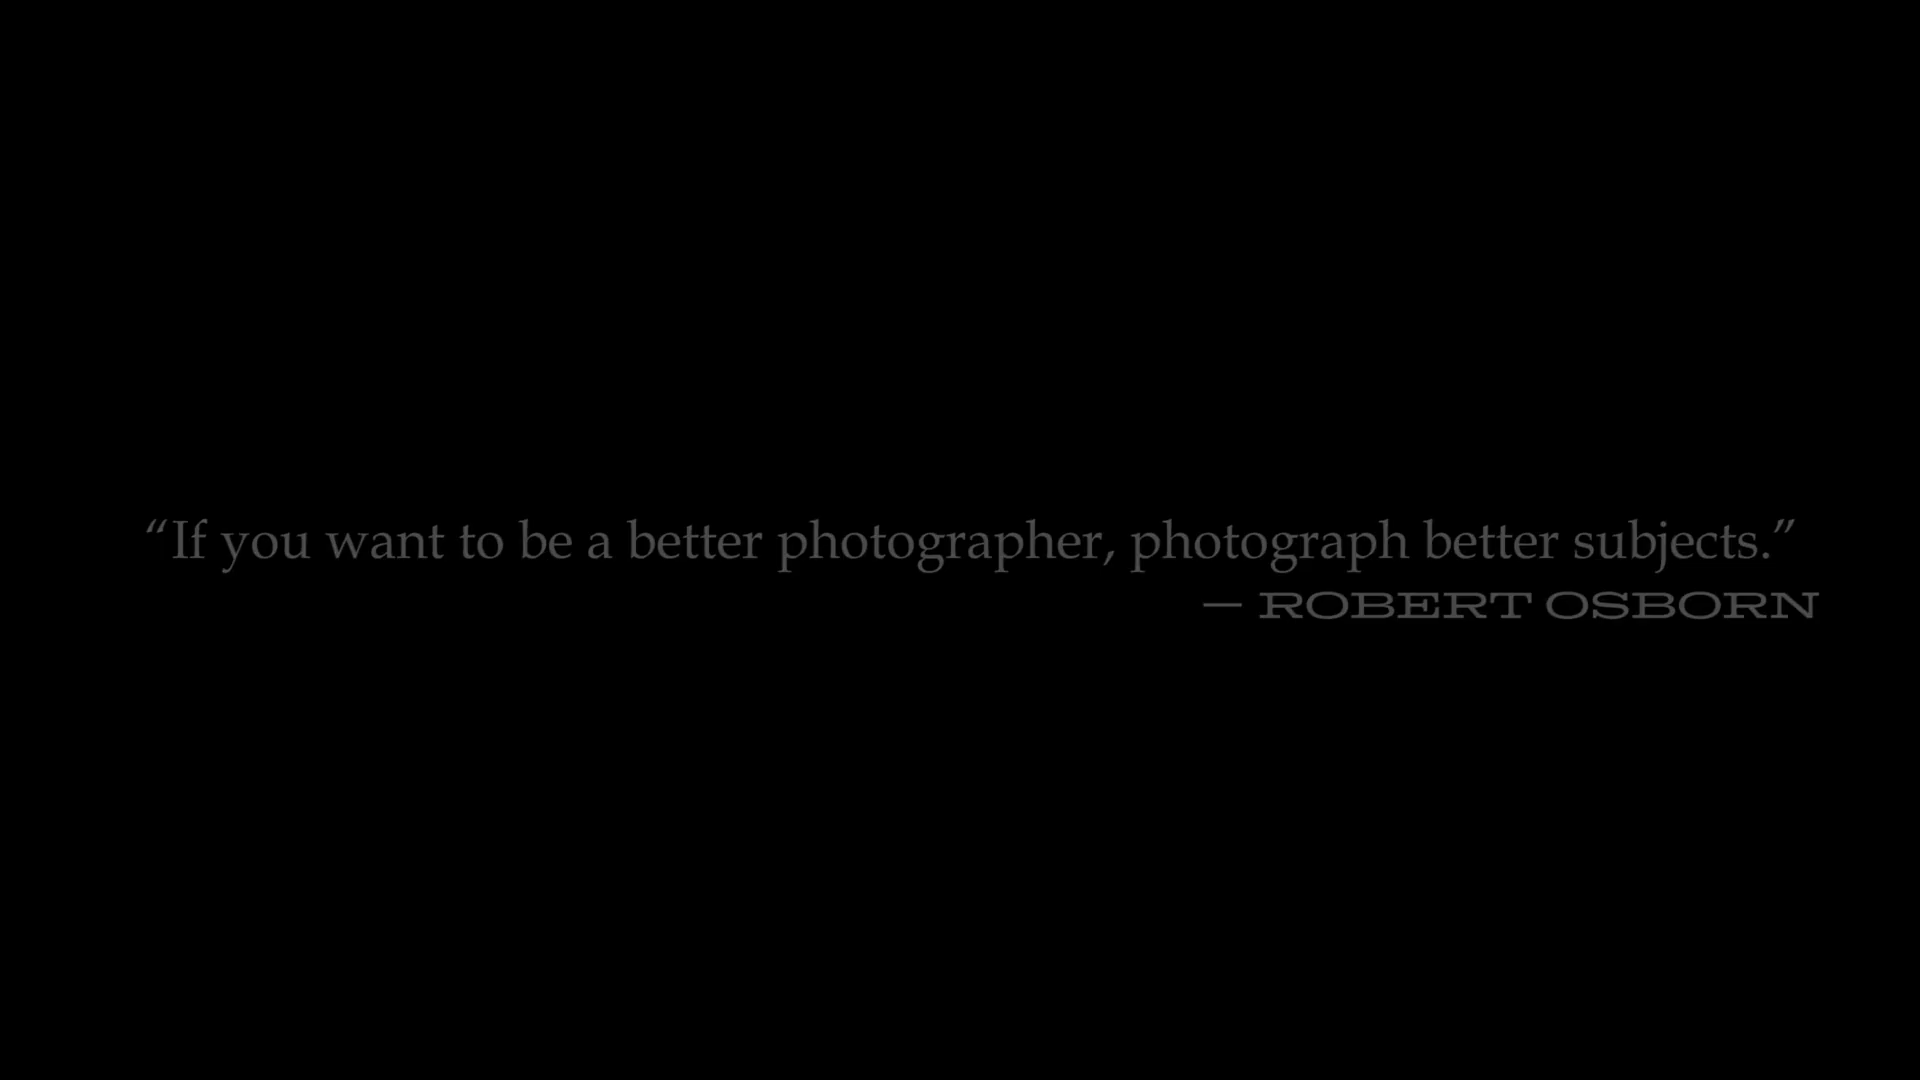 “If you want to be a better photographer, photograph better subjects.”
— ROBERT OSBORN